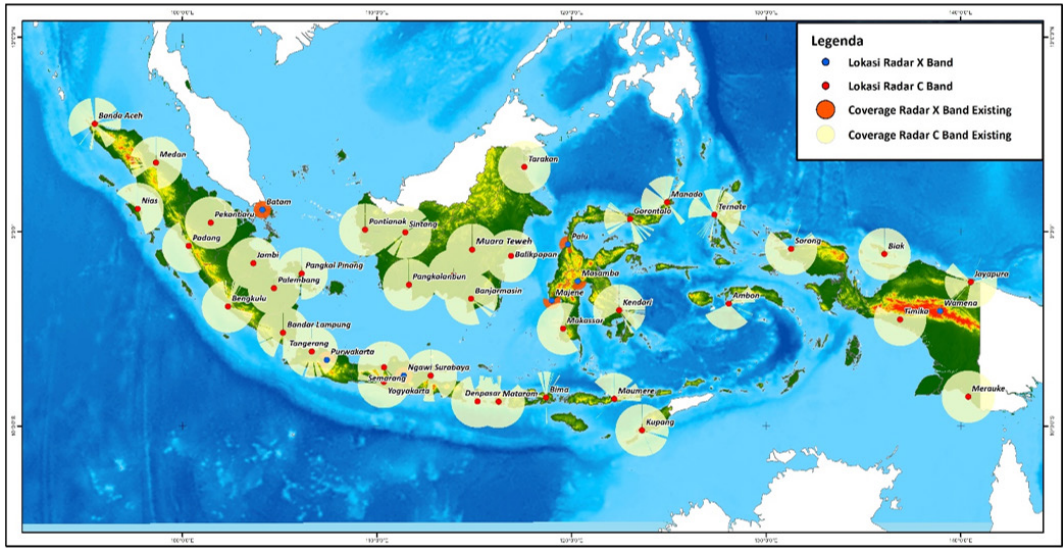 Legenda
Lokasi Radar X Band
Lokasi Radar C Band
Coverage Radar X Band Existing
Coverage Radar C Band Existing
Banda Aceh
Medan
Nias
Pekanbaru
Batam
Padang
Jambi
Pangkal Pinang
Palembang
Bengkulu
Bandar Lampung
Tangerang
Purwakarta
Pontianak
Sintang
Tarakan
Muara Teweh
Balikpapan
Pangkalanbun
Banjarmasin
Semarang
Ngawi Surabaya
Yogyakarta
Denpasar Mataram
Bima
Maumere
Kupang
Gorontalo
Manado
Ternate
Palu
Masamba
Majene
Kendari
Makassar
Ambon
Sorong
Biak
Jayapura
Timika
Wamena
Merauke